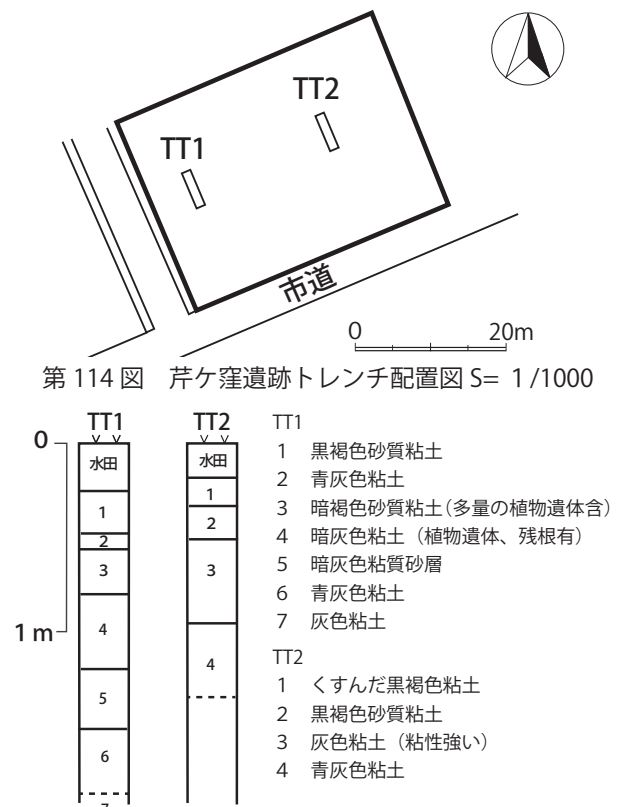 TT2
TT1
市道
0 20m
第 114 図 芹ケ窪遺跡トレンチ配置図 S= 1 /1000
TT1 TT2
0
水田 水田
1 1
2 2
3 3
4 4
5
6
7
1 m
TT1
1 黒褐色砂質粘土
2 青灰色粘土
3 暗褐色砂質粘土(多量の植物遺体含)
4 暗灰色粘土（植物遺体、残根有）
5 暗灰色粘質砂層
6 青灰色粘土
7 灰色粘土
TT2
1 くすんだ黒褐色粘土
2 黒褐色砂質粘土
3 灰色粘土（粘性強い）
4 青灰色粘土